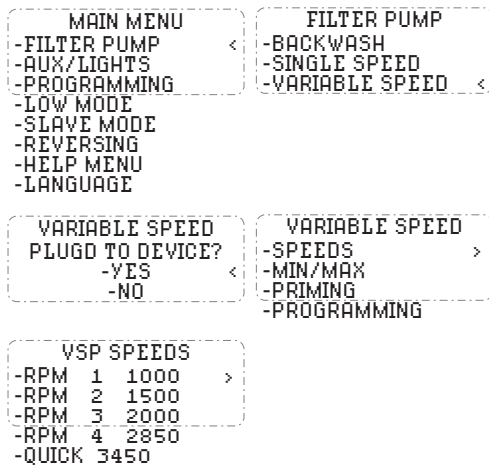 MAIN MENU
-FILTER PUMP <
-AUX/LIGHTS
-PROGRAMMING
-LOW MODE
-SLAVE MODE
-REVERSING
-HELP MENU
-LANGUAGE
FILTER PUMP
-BACKWASH
-SINGLE SPEED
-VARIABLE SPEED <
VARIABLE SPEED
PLUGD TO DEVICE?
-YES <
-NO
VARIABLE SPEED
-SPEEDS >
-MIN/MAX
-PRIMING
-PROGRAMMING
VSP SPEEDS
-RPM 1 1000 >
-RPM 2 1500
-RPM 3 2000
-RPM 4 2850
-QUICK 3450